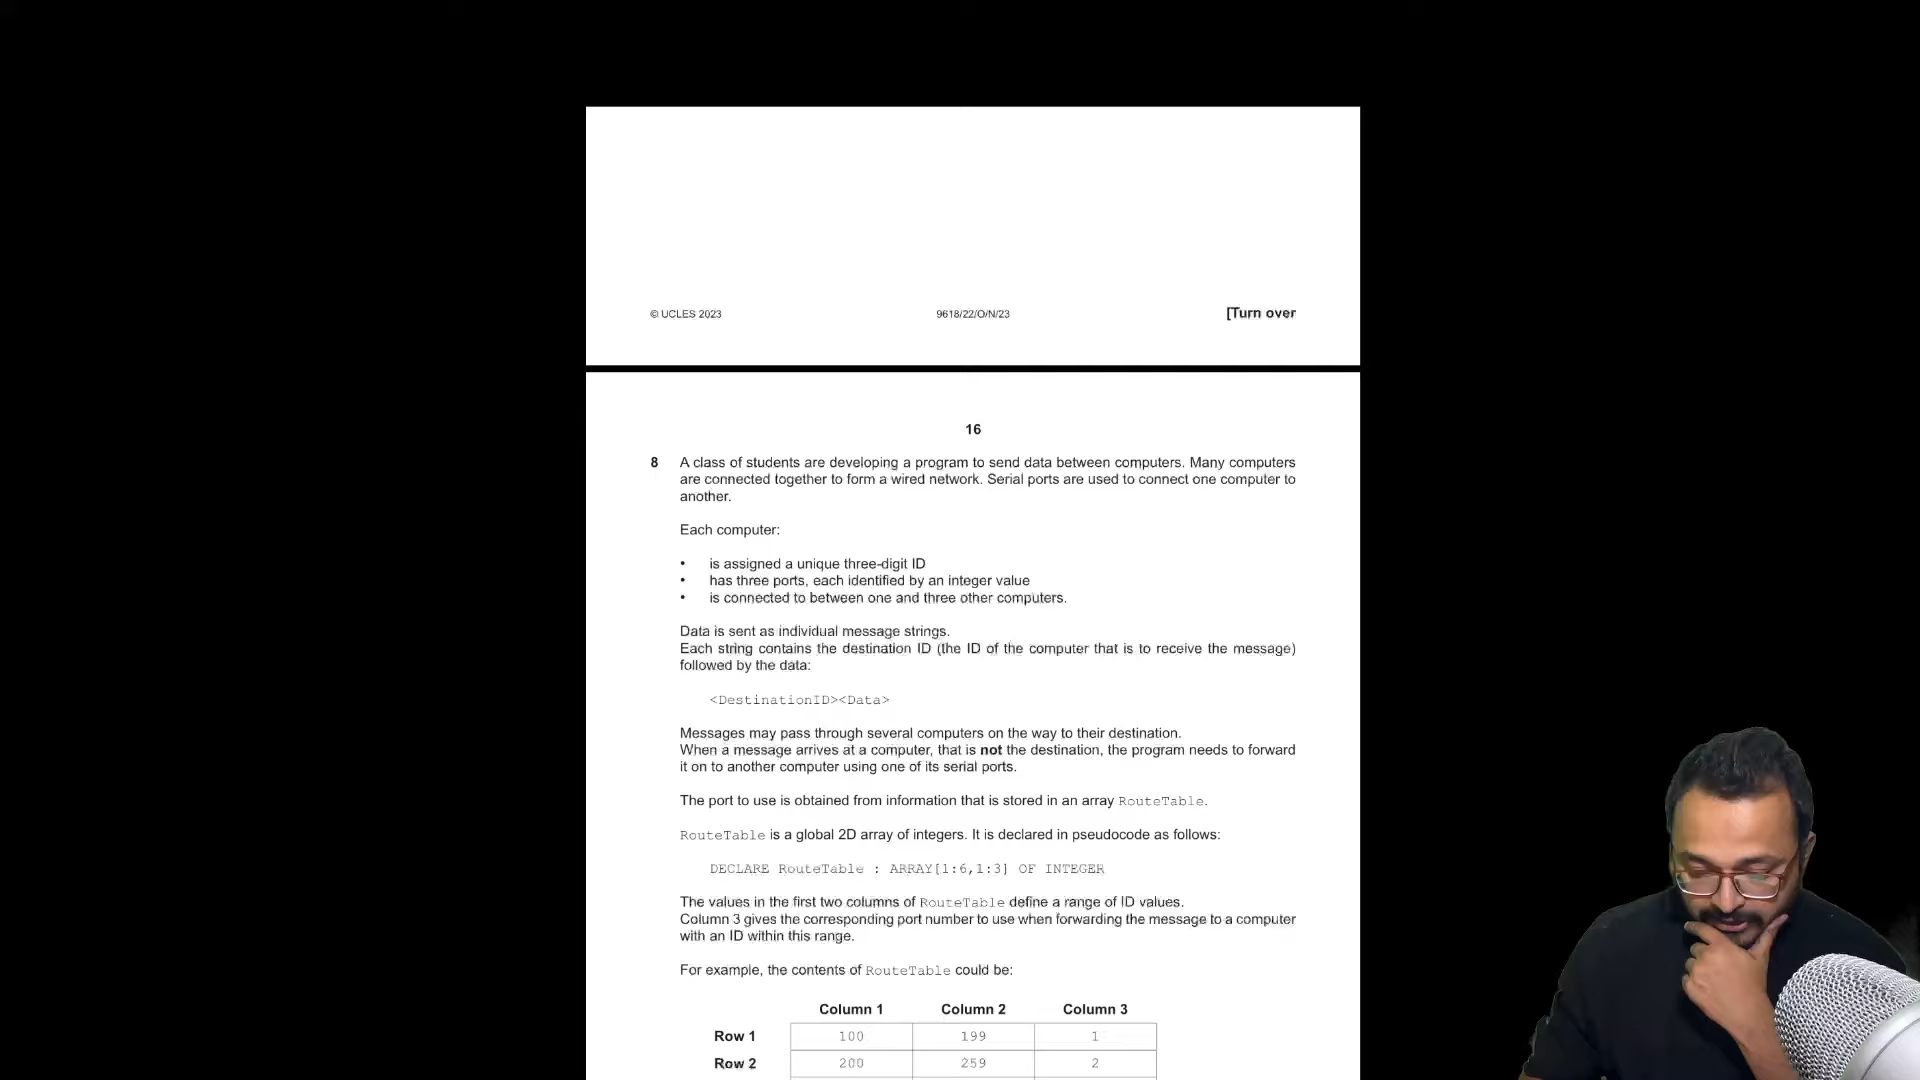 © UCLES 2023 9618/22/O/N/23 [Turn over
16
8 A class of students are developing a program to send data between computers. Many computers
are connected together to form a wired network. Serial ports are used to connect one computer to
another.
Each computer:
• is assigned a unique three-digit ID
• has three ports, each identified by an integer value
• is connected to between one and three other computers.
Data is sent as individual message strings.
Each string contains the destination ID (the ID of the computer that is to receive the message)
followed by the data:
<DestinationID><Data>
Messages may pass through several computers on the way to their destination.
When a message arrives at a computer, that is not the destination, the program needs to forward
it on to another computer using one of its serial ports.
The port to use is obtained from information that is stored in an array RouteTable.
RouteTable is a global 2D array of integers. It is declared in pseudocode as follows:
DECLARE RouteTable : ARRAY[1:6,1:3] OF INTEGER
The values in the first two columns of RouteTable define a range of ID values.
Column 3 gives the corresponding port number to use when forwarding the message to a computer
with an ID within this range.
For example, the contents of RouteTable could be:
Column 1 Column 2 Column 3
Row 1 100 199 1
Row 2 200 259 2